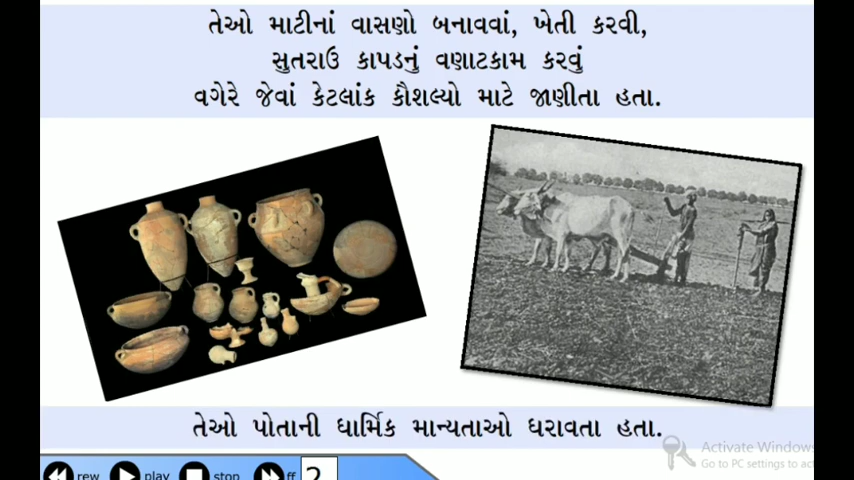 તેઓ માટીનાં વાસણો બનાવવાં, ખેતી કરવી,
સુતરાઉ કાપડનું વણાટકામ કરવું
વગેરે જેવાં કેટલાંક કૌશલ્યો માટે જાણીતા હતા.
તેઓ પોતાની ધાર્મિક માન્યતાઓ ધરાવતા હતા.
Activate Windows
Go to PC settings to
rew play stop ff 2